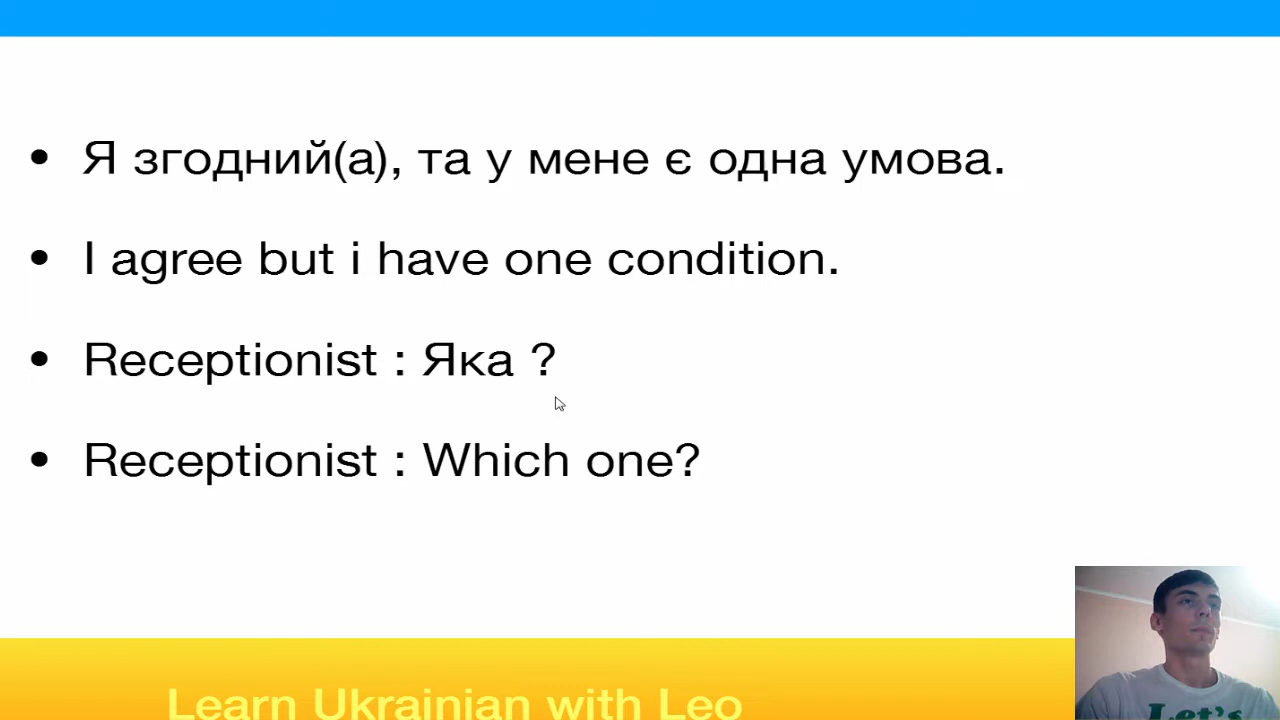 • Я згодний(а), та у мене є одна умова.
• I agree but i have one condition.
• Receptionist : Яка ?
• Receptionist : Which one?
Learn Ukrainian with Leo
Let's